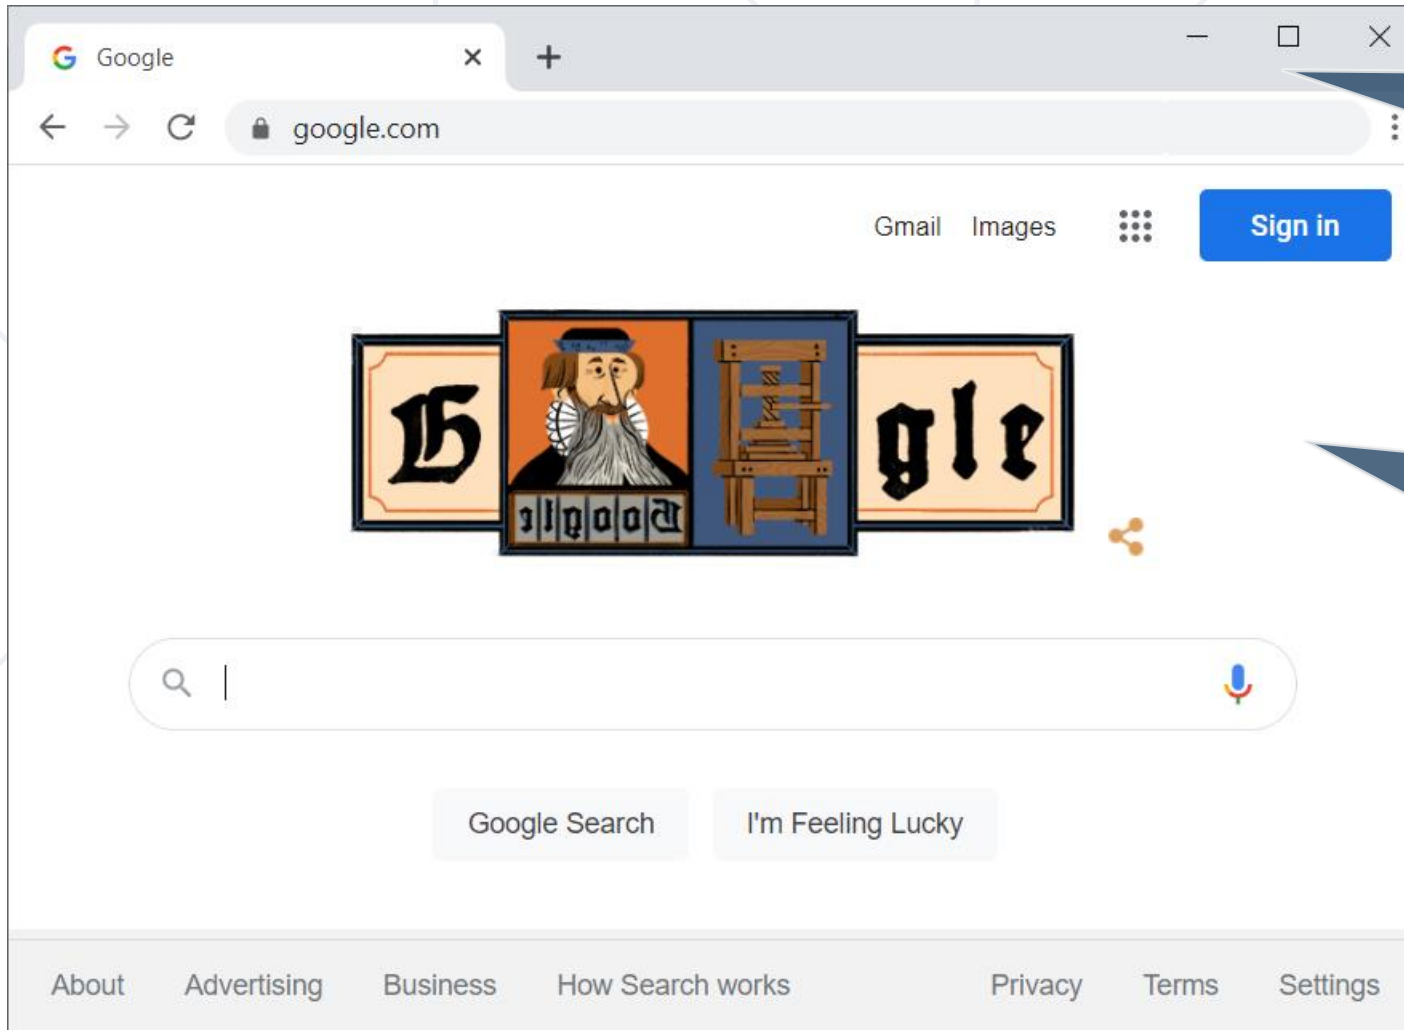 Google
google.com
Gmail Images Sign in
G gle
Google
Google Search I'm Feeling Lucky
About Advertising Business How Search works Privacy Terms Settings